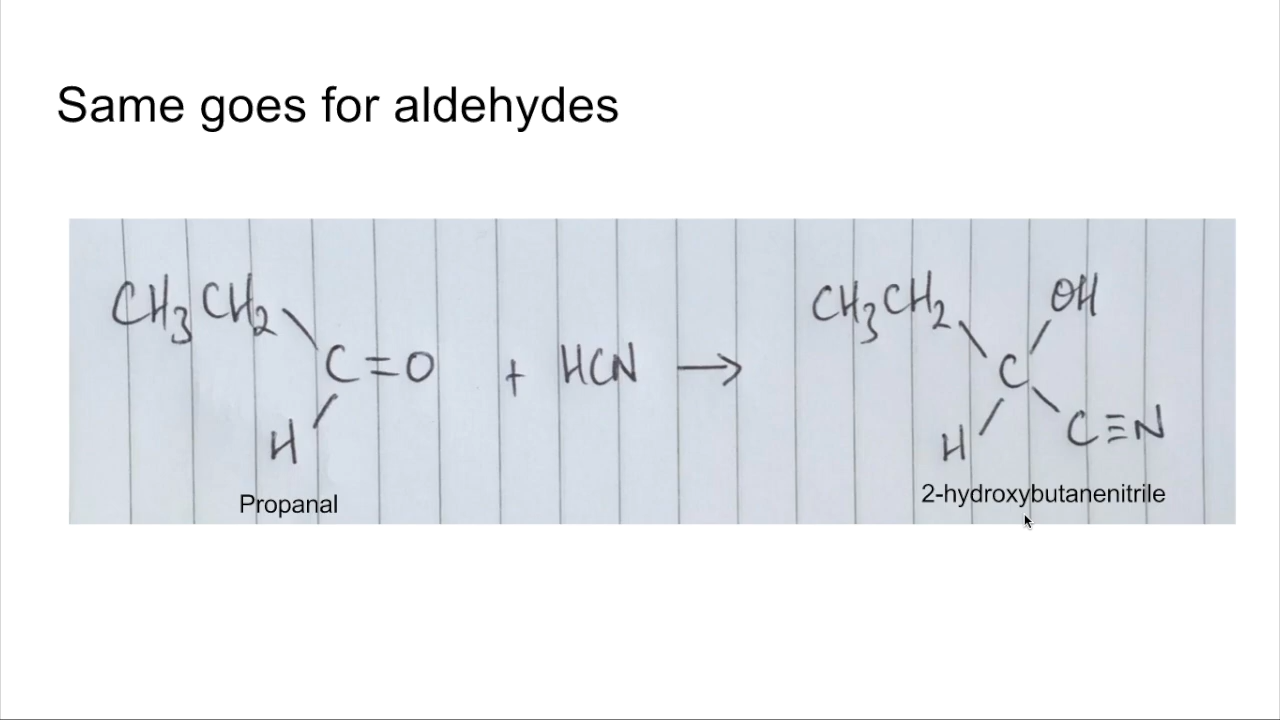 Same goes for aldehydes
CH3CH2 OH
CH3CH2
C=O + HCN → C
H H C≡N
Propanal 2-hydroxybutanenitrile